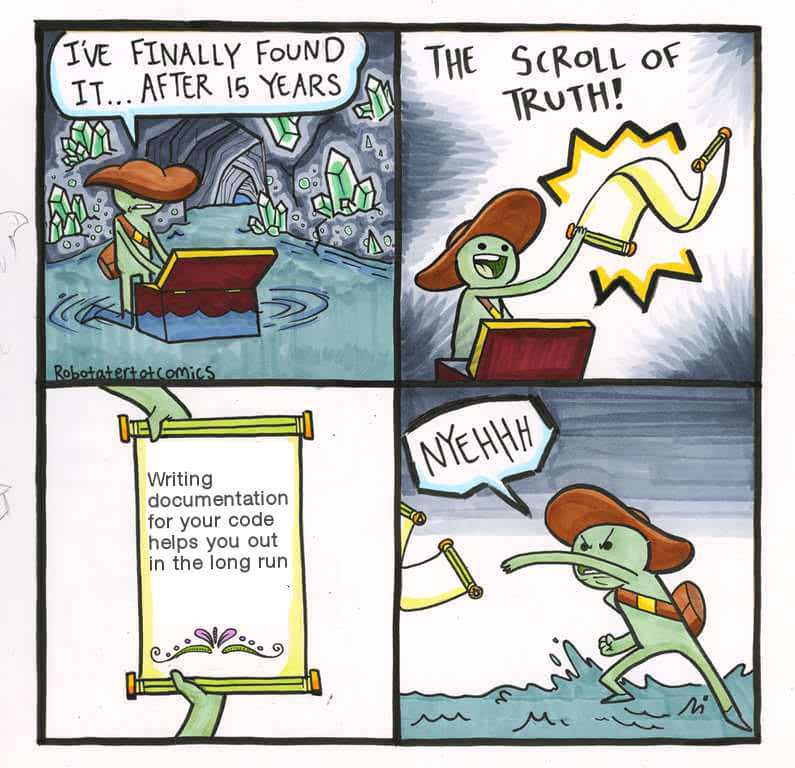 I'VE FINALLY FOUND
IT... AFTER 15 YEARS
THE SCROLL OF
TRUTH!
Robotatertotcomics
Writing
documentation
for your code
helps you out
in the long run
NYEHHH